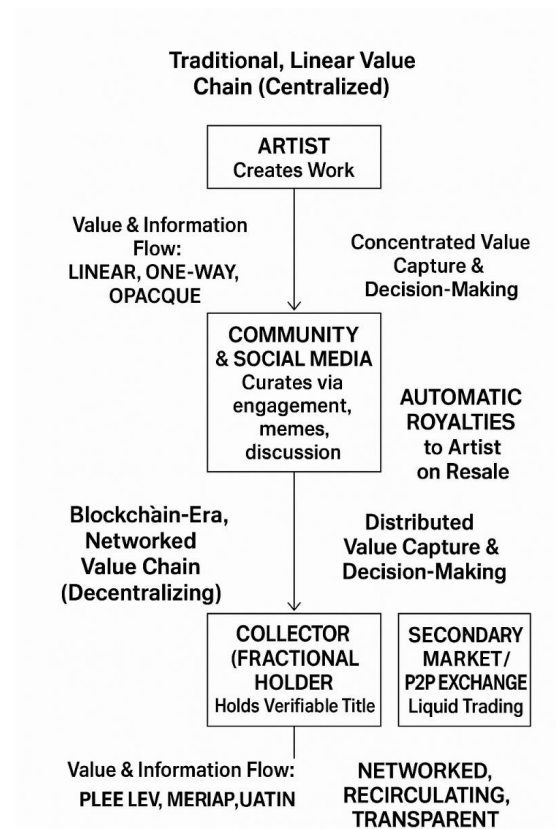 Traditional, Linear Value
Chain (Centralized)
ARTIST
Creates Work
Value & Information
Flow:
LINEAR, ONE-WAY,
OPACQUE
Concentrated Value
Capture &
Decision-Making
COMMUNITY
& SOCIAL MEDIA
Curates via
engagement,
memes,
discussion
AUTOMATIC
ROYALTIES
to Artist
on Resale
Blockchain-Era,
Networked
Value Chain
(Decentralizing)
Distributed
Value Capture &
Decision-Making
COLLECTOR
(FRACTIONAL
HOLDER
Holds Verifiable Title
SECONDARY
MARKET/
P2P EXCHANGE
Liquid Trading
Value & Information Flow:
PLEE LEV, MERIAP,UATIN
NETWORKED,
RECIRCULATING,
TRANSPARENT